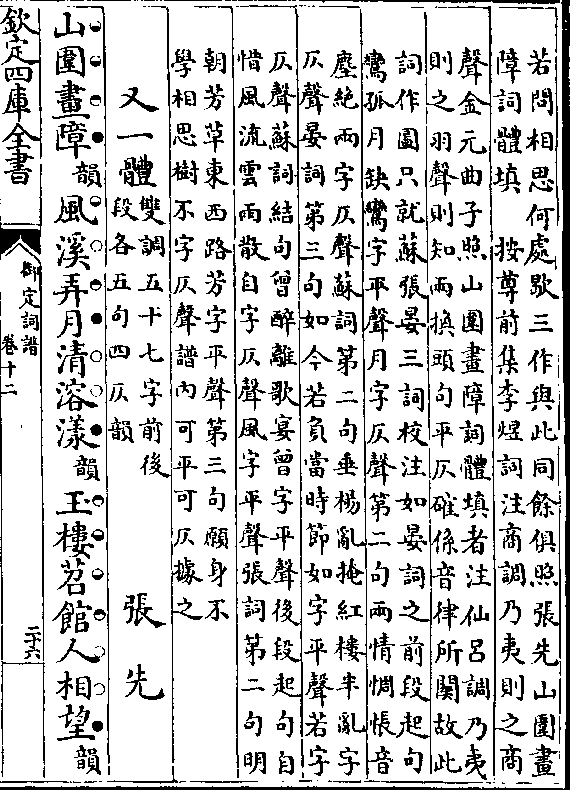 若問相思何處歇三作與此同餘俱照張先山圍畫
障詞體填　按尊前集李煜詞注商調乃夷則之商
聲金元曲子照山圍畫障詞體填者注仙呂調乃夷
則之羽聲則知兩換頭句平仄確係音律所關故此
詞作圖只就蘇張晏三詞校注如晏詞之前段起句
鸞孤月缺鸞字平聲月字仄聲第二句兩情惆悵音
塵絶兩字仄聲蘇詞第二句垂楊亂掩紅樓半亂字
仄聲晏詞第三句如今若負當時節如字平聲若字
仄聲蘇詞結句曾醉離歌宴曾字平聲後段起句自
惜風流雲雨散自字仄聲風字平聲張詞第二句明
朝芳草東西路芳字平聲第三句願身不
學相思樹不字仄聲譜内可平可仄據之
又一體雙調五十七字前後
段各五句四仄韻　張先
山圍畫障韻風溪弄月清溶漾韻玉樓苕館人相望韻
欽定四庫全書
御定詞譜
卷十二
二十六